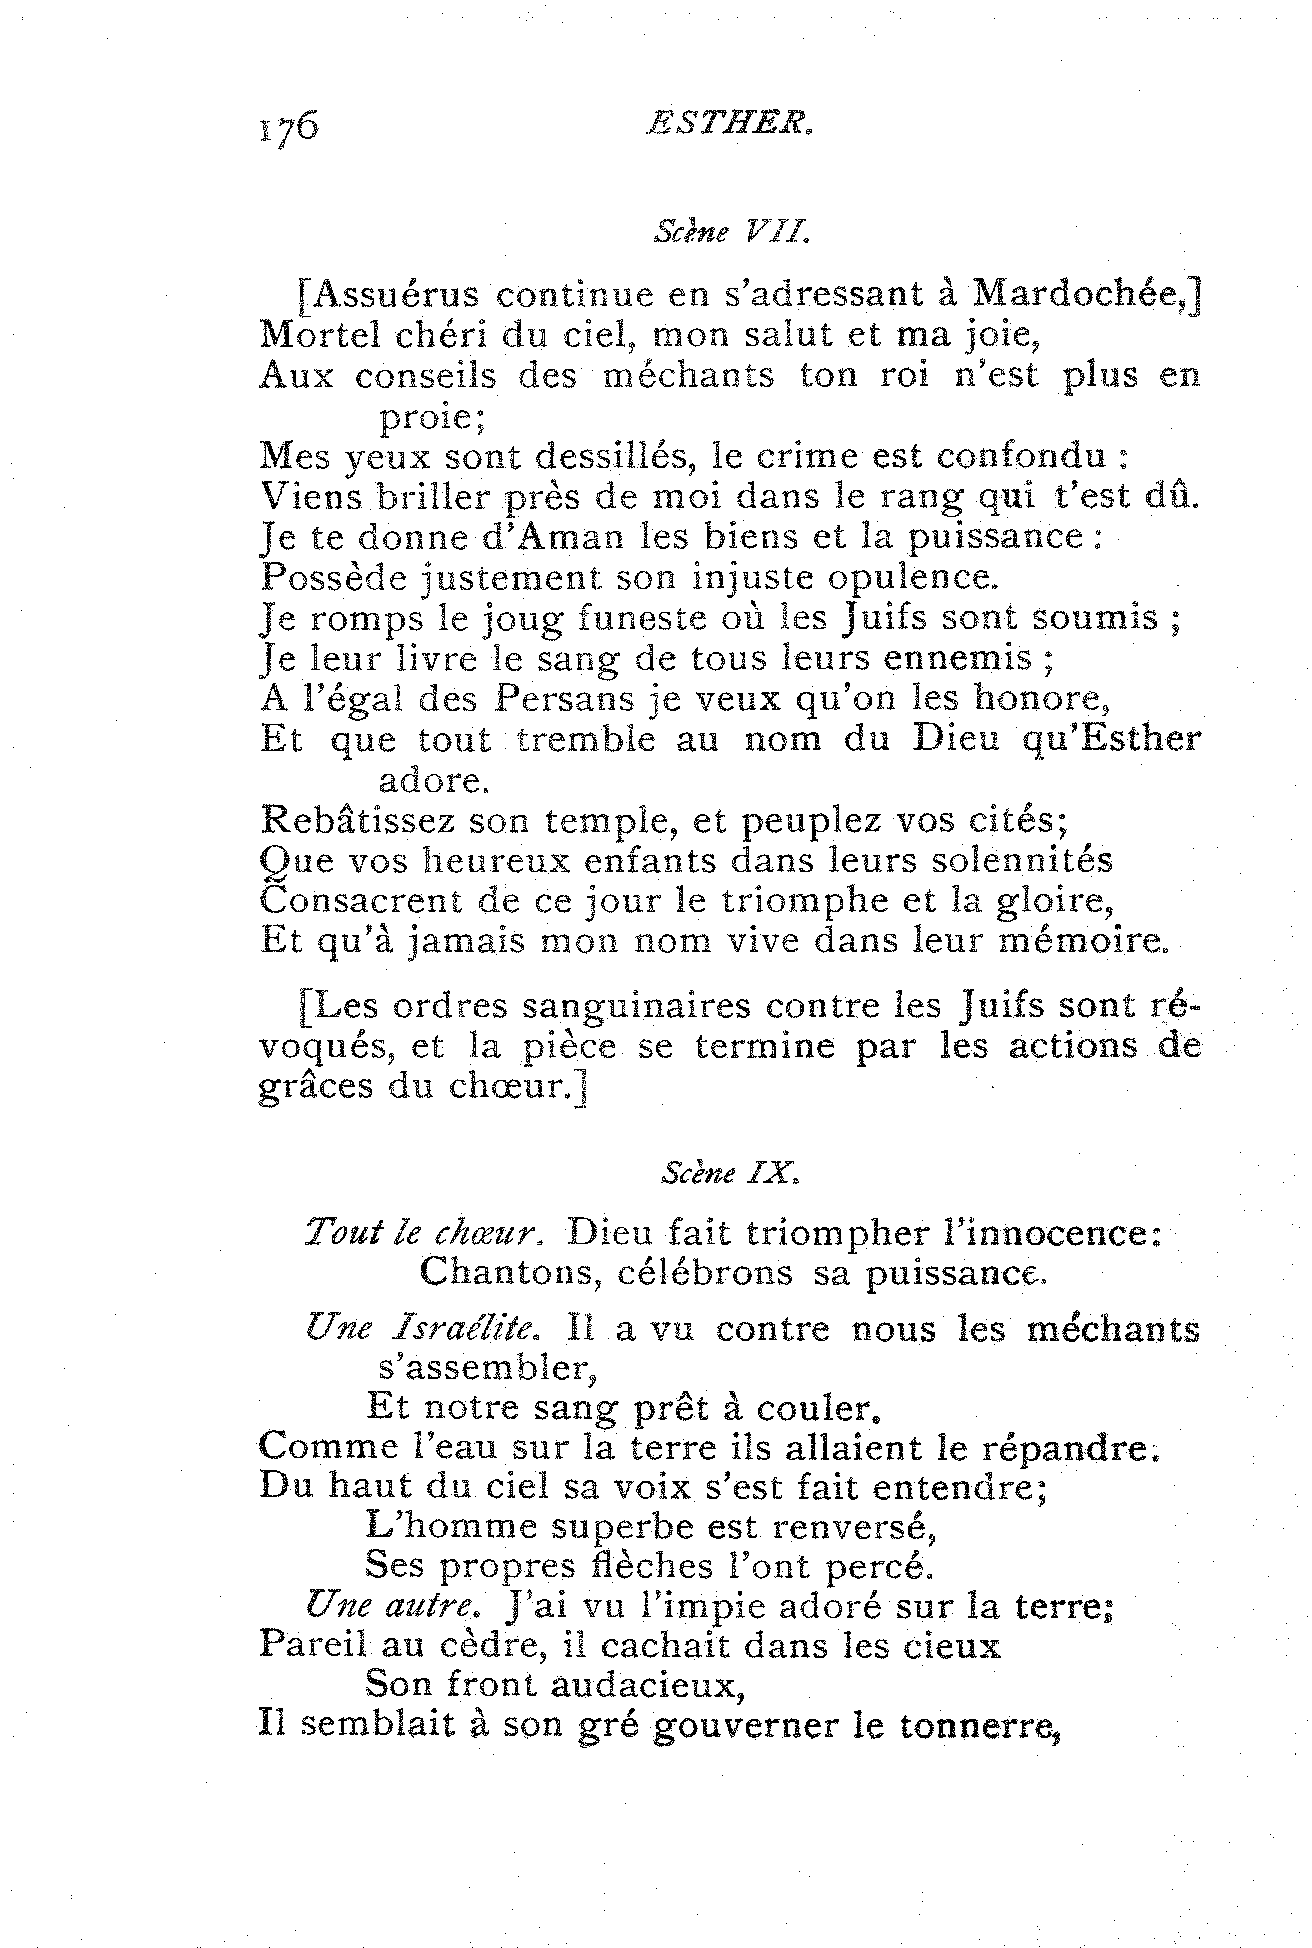 176 ESTHER.
Scène VII.
[Assuérus continue en s'adressant à Mardochée,]
Mortel chéri du ciel, mon salut et ma joie,
Aux conseils des méchants ton roi n'est plus en
proie;
Mes yeux sont dessillés, le crime est confondu :
Viens briller près de moi dans le rang qui t'est dû.
Je te donne d'Aman les biens et la puissance :
Possède justement son injuste opulence.
Je romps le joug funeste où les Juifs sont soumis ;
Je leur livre le sang de tous leurs ennemis ;
A l'égal des Persans je veux qu'on les honore,
Et que tout tremble au nom du Dieu qu'Esther
adore.
Rebâtissez son temple, et peuplez vos cités;
Que vos heureux enfants dans leurs solennités
Consacrent de ce jour le triomphe et la gloire,
Et qu'à jamais mon nom vive dans leur mémoire.
[Les ordres sanguinaires contre les Juifs sont ré-
voqués, et la pièce se termine par les actions de
grâces du chœur.]
Scène IX.
Tout le chœur. Dieu fait triompher l'innocence:
Chantons, célébrons sa puissance.
Une Israélite. Il a vu contre nous les méchants
s'assembler,
Et notre sang prêt à couler.
Comme l'eau sur la terre ils allaient le répandre.
Du haut du ciel sa voix s'est fait entendre;
L'homme superbe est renversé,
Ses propres flèches l'ont percé.
Une autre. J'ai vu l'impie adoré sur la terre;
Pareil au cèdre, il cachait dans les cieux
Son front audacieux,
Il semblait à son gré gouverner le tonnerre,